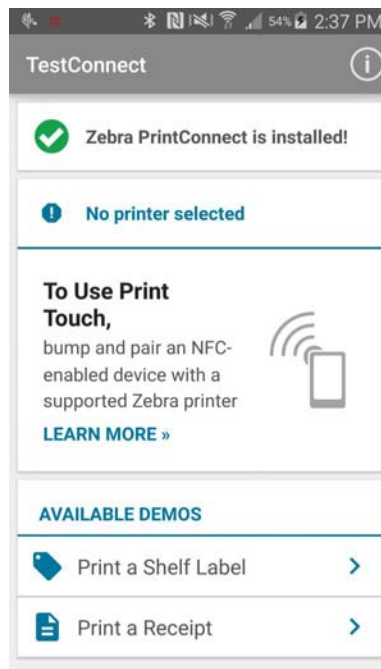 54% 2:37 PM
TestConnect
Zebra PrintConnect is installed!
No printer selected
To Use Print
Touch,
bump and pair an NFC-
enabled device with a
supported Zebra printer
LEARN MORE »
AVAILABLE DEMOS
Print a Shelf Label
Print a Receipt